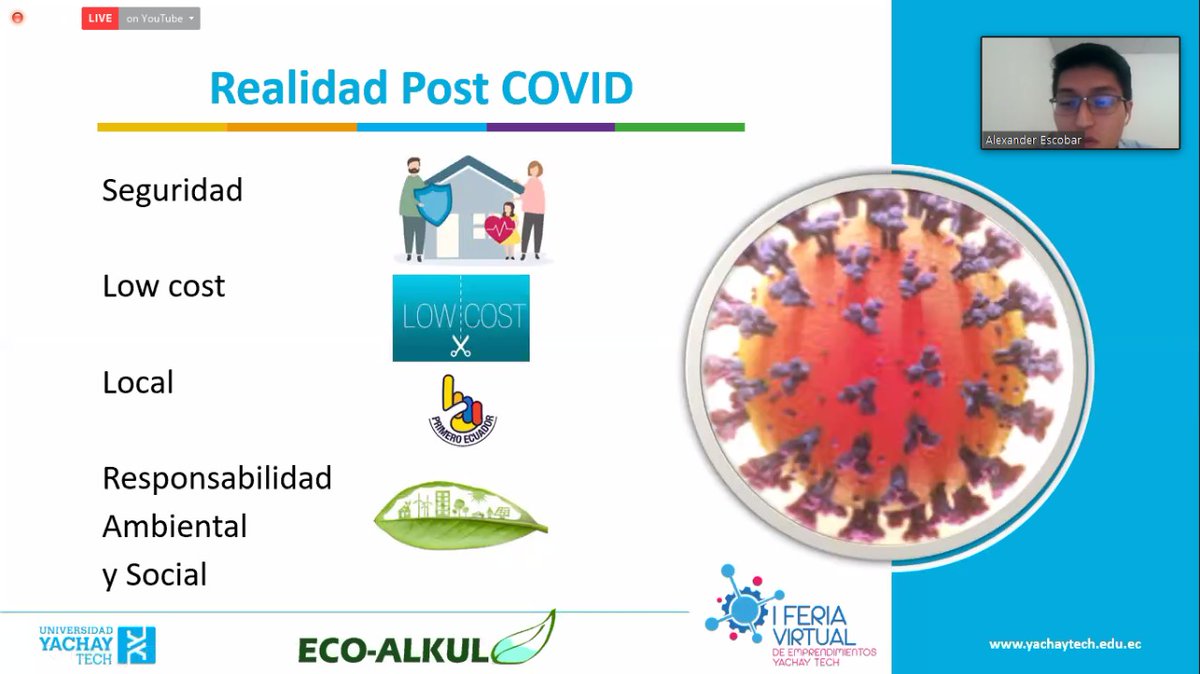 LIVE on YouTube
Realidad Post COVID
Alexander Escobar
Seguridad
Low cost
LOW COST
Local
PRIMERO ECUADOR
Responsabilidad
Ambiental
y Social
UNIVERSIDAD
YACHAY
TECH
ECO-ALKUL
I FERIA
VIRTUAL
DE EMPRENDIMIENTOS
YACHAY TECH
www.yachaytech.edu.ec